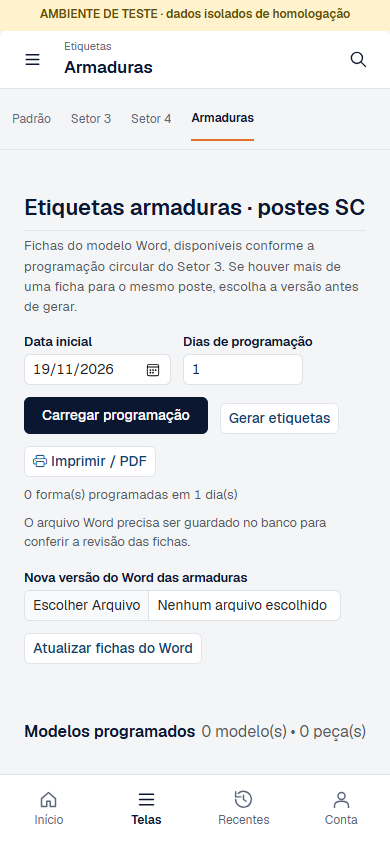 AMBIENTE DE TESTE · dados isolados de homologação
Etiquetas
Armaduras
Padrão Setor 3 Setor 4 Armaduras
Etiquetas armaduras · postes SC
Fichas do modelo Word, disponíveis conforme a
programação circular do Setor 3. Se houver mais de
uma ficha para o mesmo poste, escolha a versão antes
de gerar.
Data inicial Dias de programação
19/11/2026 1
Carregar programação Gerar etiquetas
Imprimir / PDF
0 forma(s) programadas em 1 dia(s)
O arquivo Word precisa ser guardado no banco para
conferir a revisão das fichas.
Nova versão do Word das armaduras
Escolher Arquivo Nenhum arquivo escolhido
Atualizar fichas do Word
Modelos programados 0 modelo(s) • 0 peça(s)
Início Telas Recentes Conta